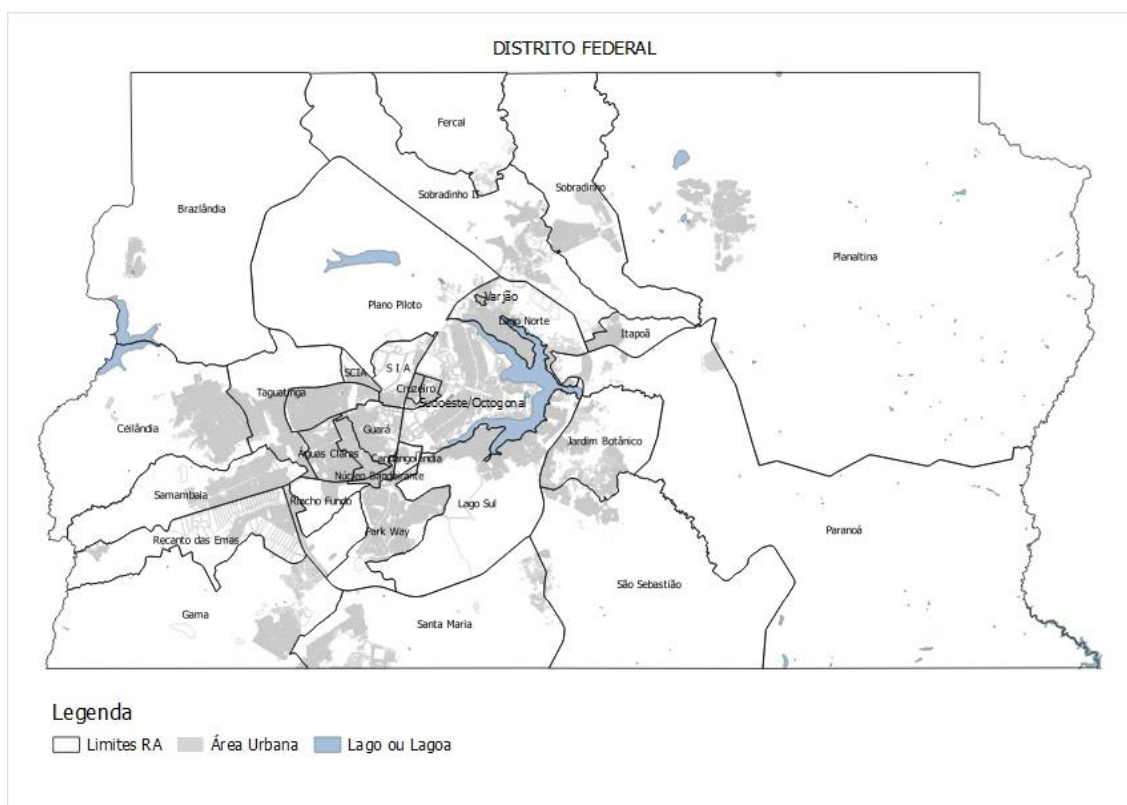 DISTRITO FEDERAL
Fercal
Sobradinho
Sobradinho II
Brazlândia
Planaltina
Varjão
Plano Piloto
Lago Norte
Itapoã
S I A
SCIA
Cruzeiro
Taguatinga
Sudoeste/Octogonal
Ceilândia
Guará
Jardim Botânico
Águas Claras
Candangolândia
Núcleo Bandeirante
Samambaia
Riacho Fundo
Lago Sul
Park Way
Paranoá
Recanto das Emas
São Sebastião
Gama
Santa Maria
Legenda
Limites RA Área Urbana Lago ou Lagoa